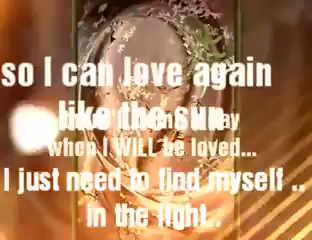 so I can love again
like the sun
when I WILL be loved...
I just need to find myself ..
in the light..